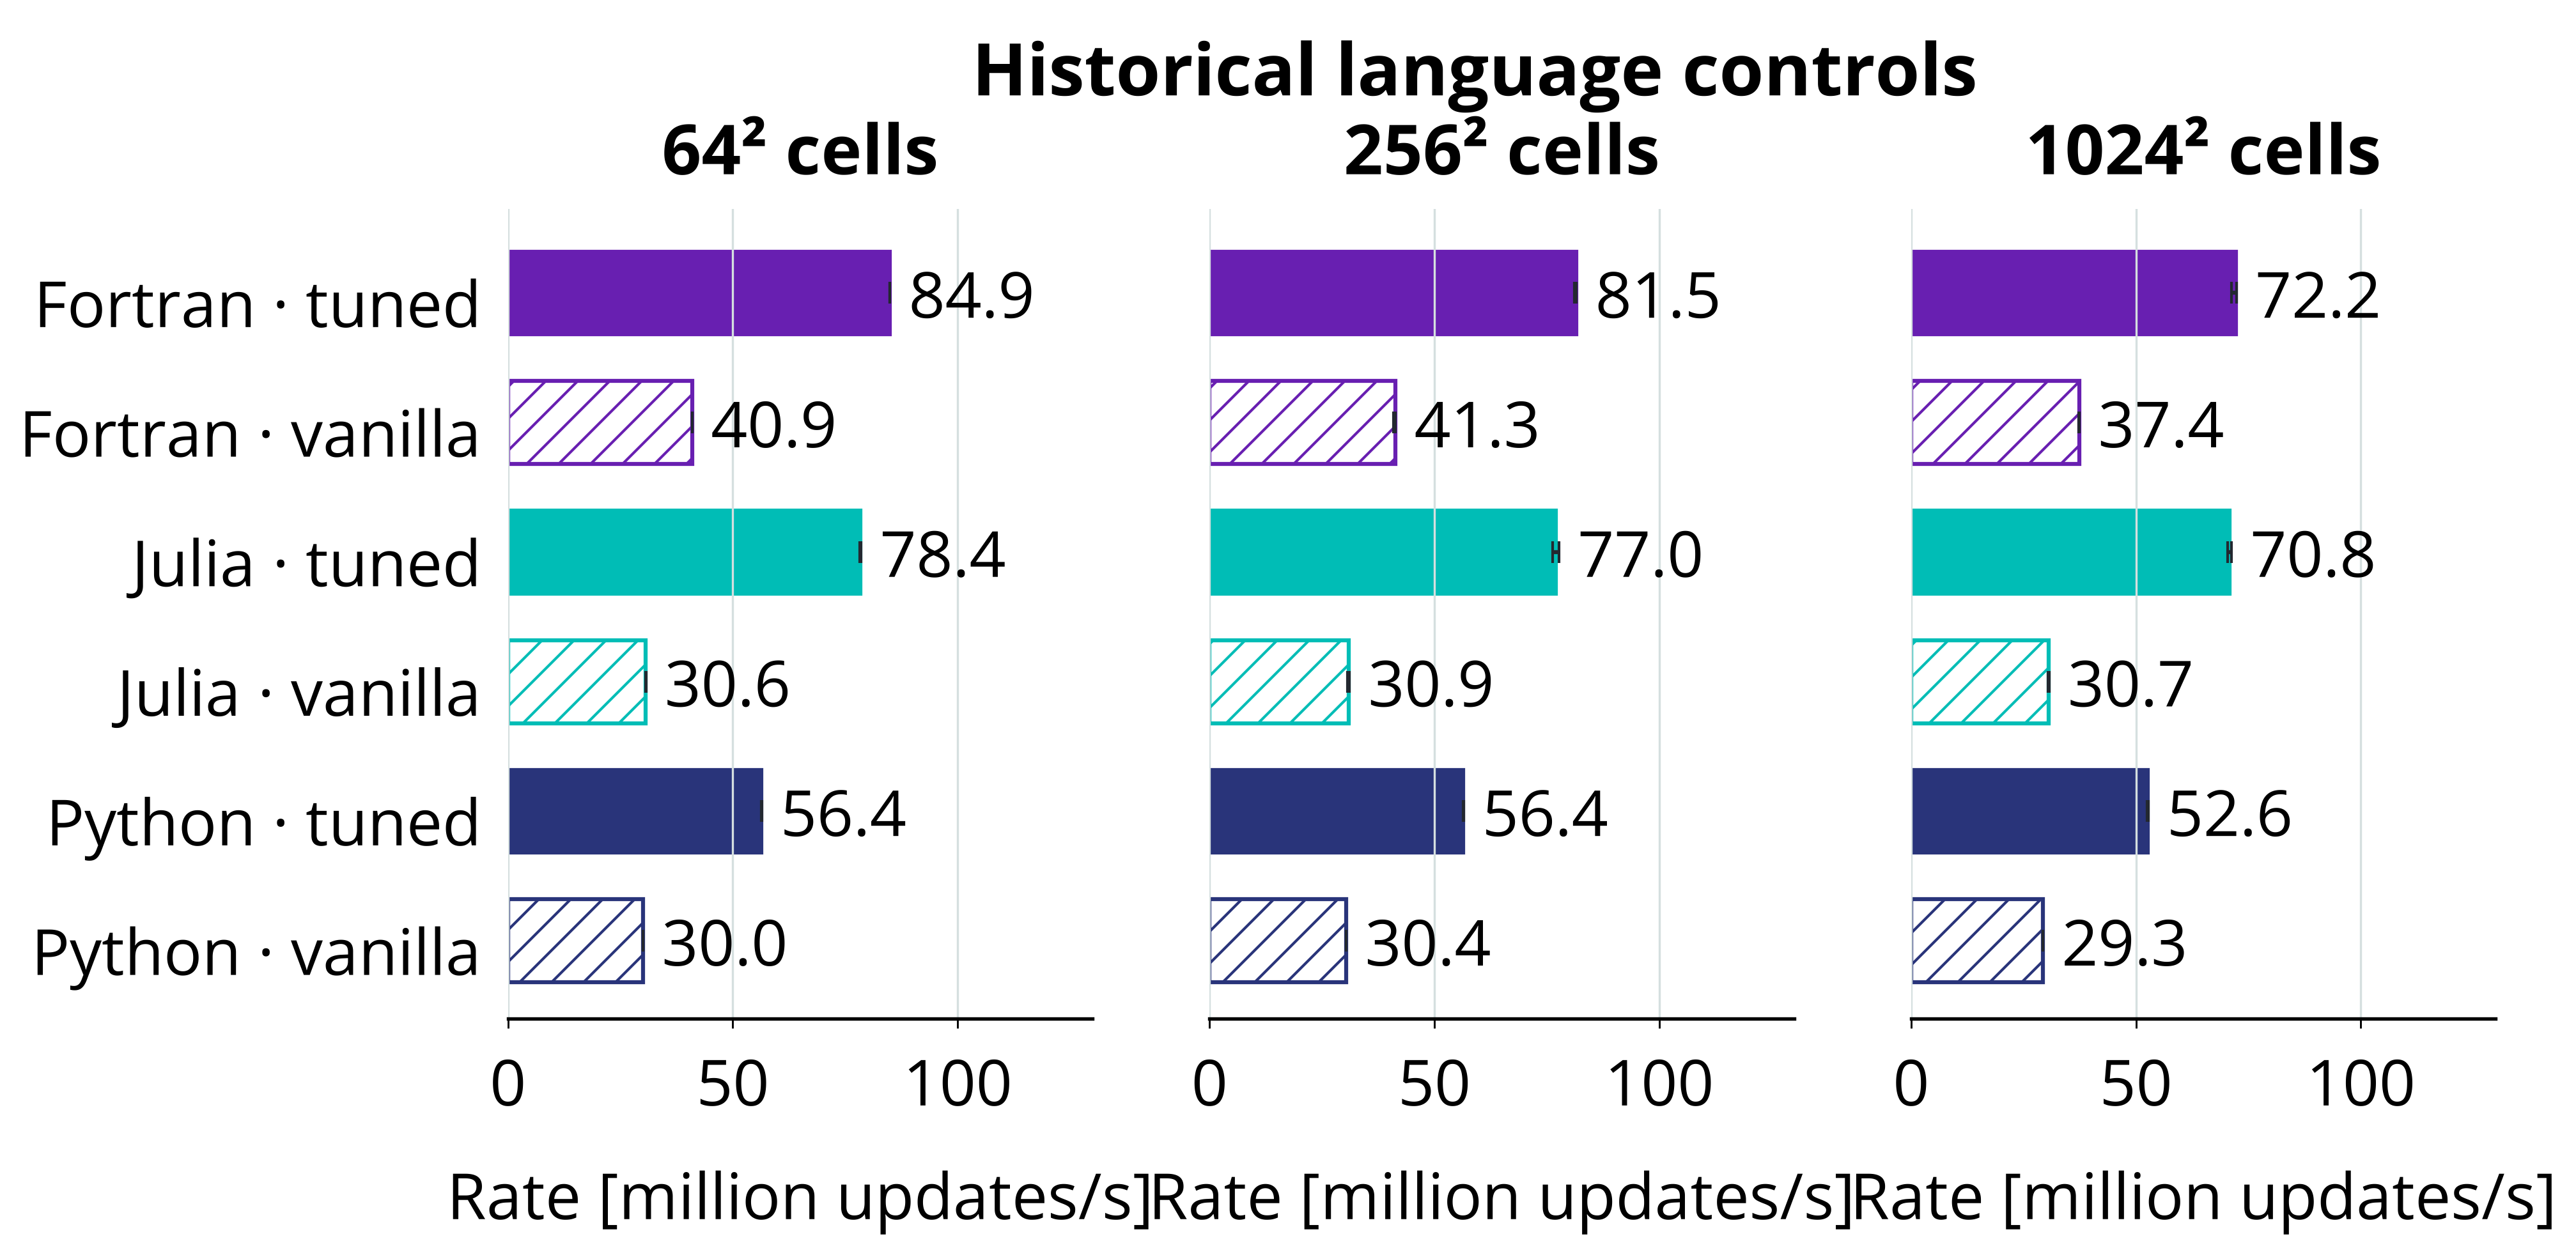 Historical language controls
64² cells 256² cells 1024² cells
Fortran · tuned 84.9 81.5 72.2
Fortran · vanilla 40.9 41.3 37.4
Julia · tuned 78.4 77.0 70.8
Julia · vanilla 30.6 30.9 30.7
Python · tuned 56.4 56.4 52.6
Python · vanilla 30.0 30.4 29.3
0 50 100 0 50 100 0 50 100
Rate [million updates/s] Rate [million updates/s] Rate [million updates/s]